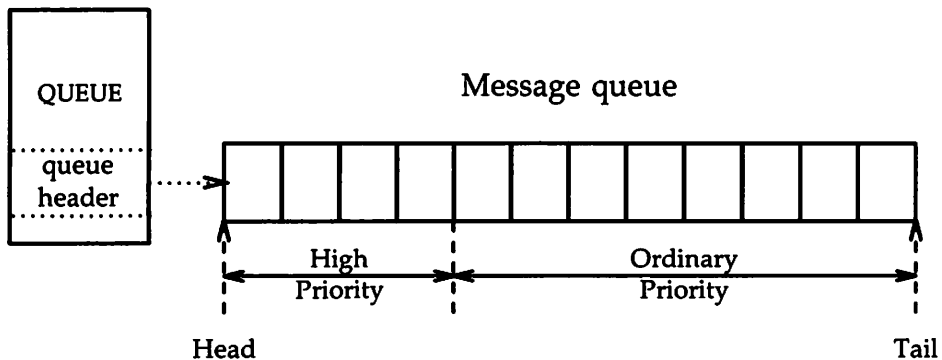 QUEUE
queue
header
Message queue
High
Priority
Ordinary
Priority
Head
Tail